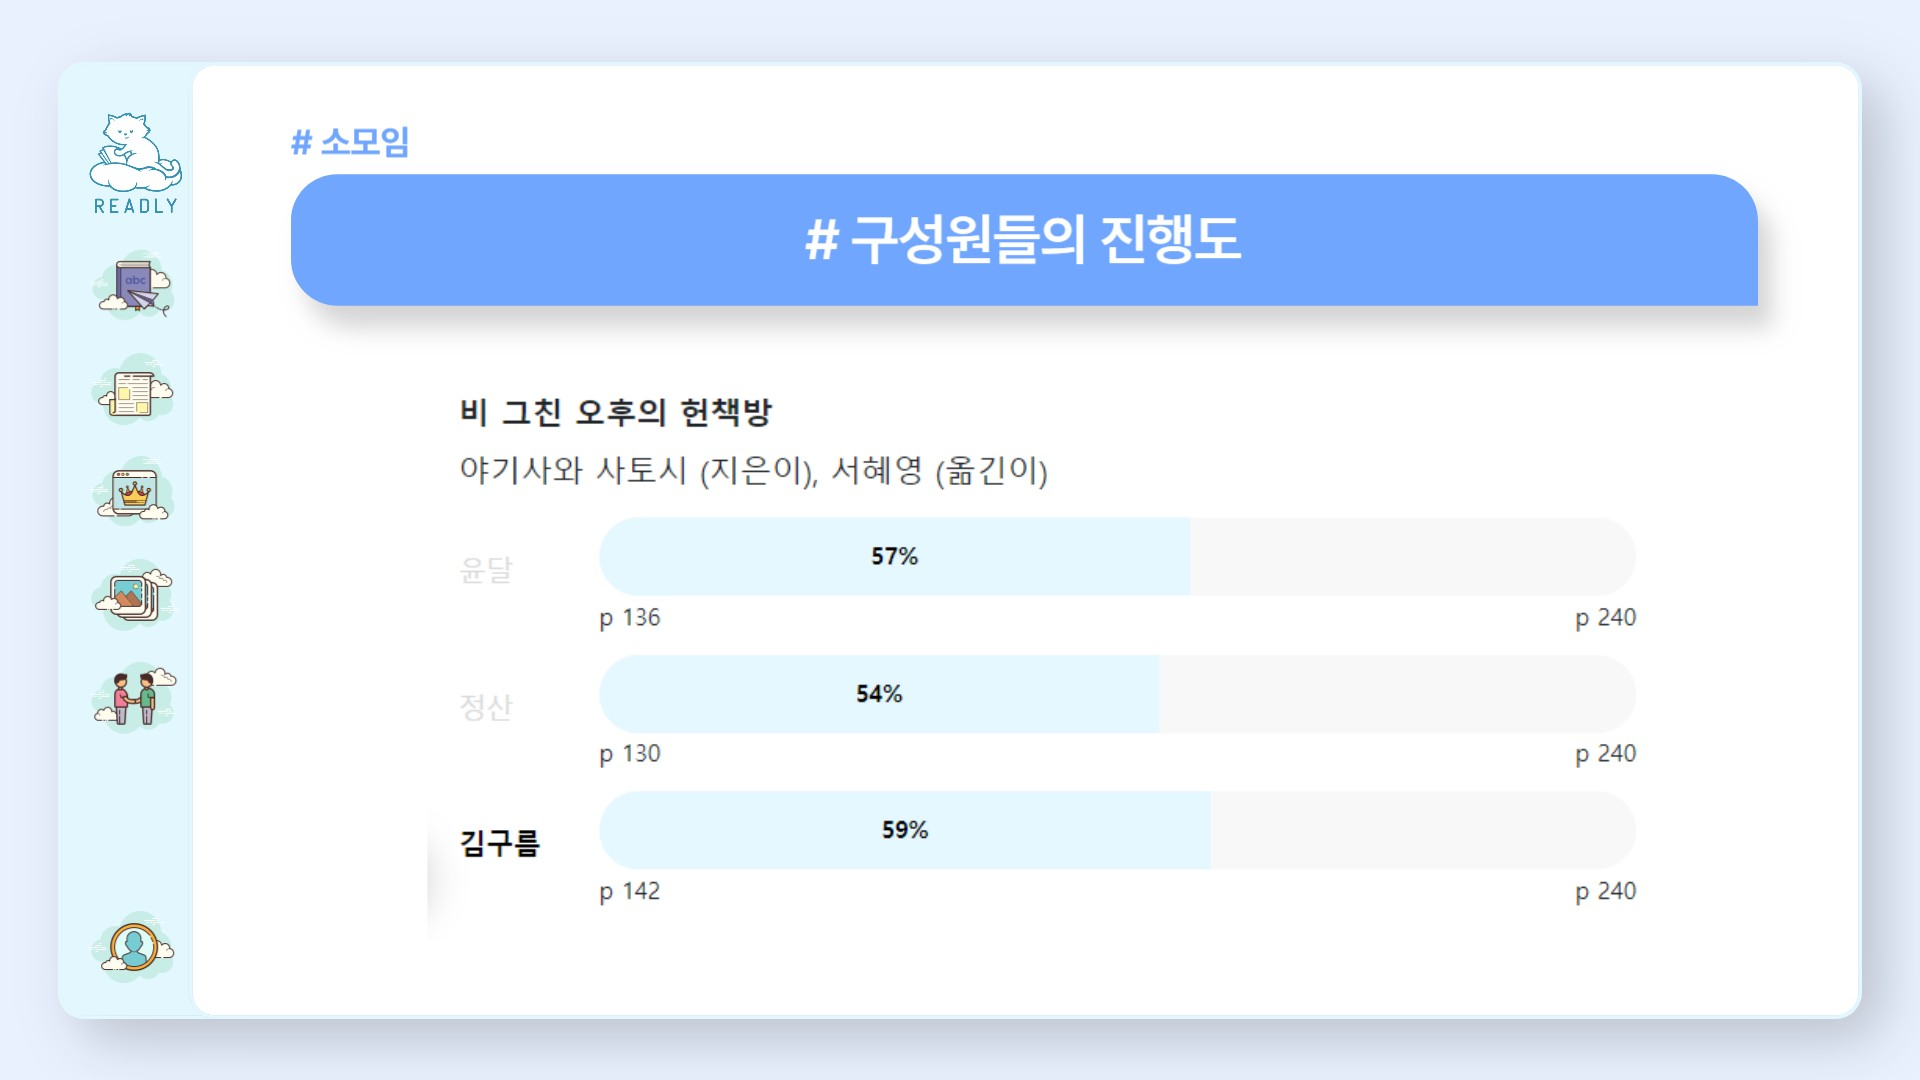 READLY
abc
# 소모임
# 구성원들의 진행도
비 그친 오후의 헌책방
야기사와 사토시 (지은이), 서혜영 (옮긴이)
윤달
57%
p 136
p 240
정산
54%
p 130
p 240
김구름
59%
p 142
p 240